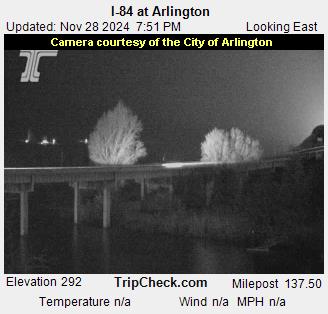 I-84 at Arlington
Updated: Nov 28 2024 7:51 PM Looking East
Camera courtesy of the City of Arlington
Elevation 292 TripCheck.com Milepost 137.50
Temperature n/a Wind n/a MPH n/a